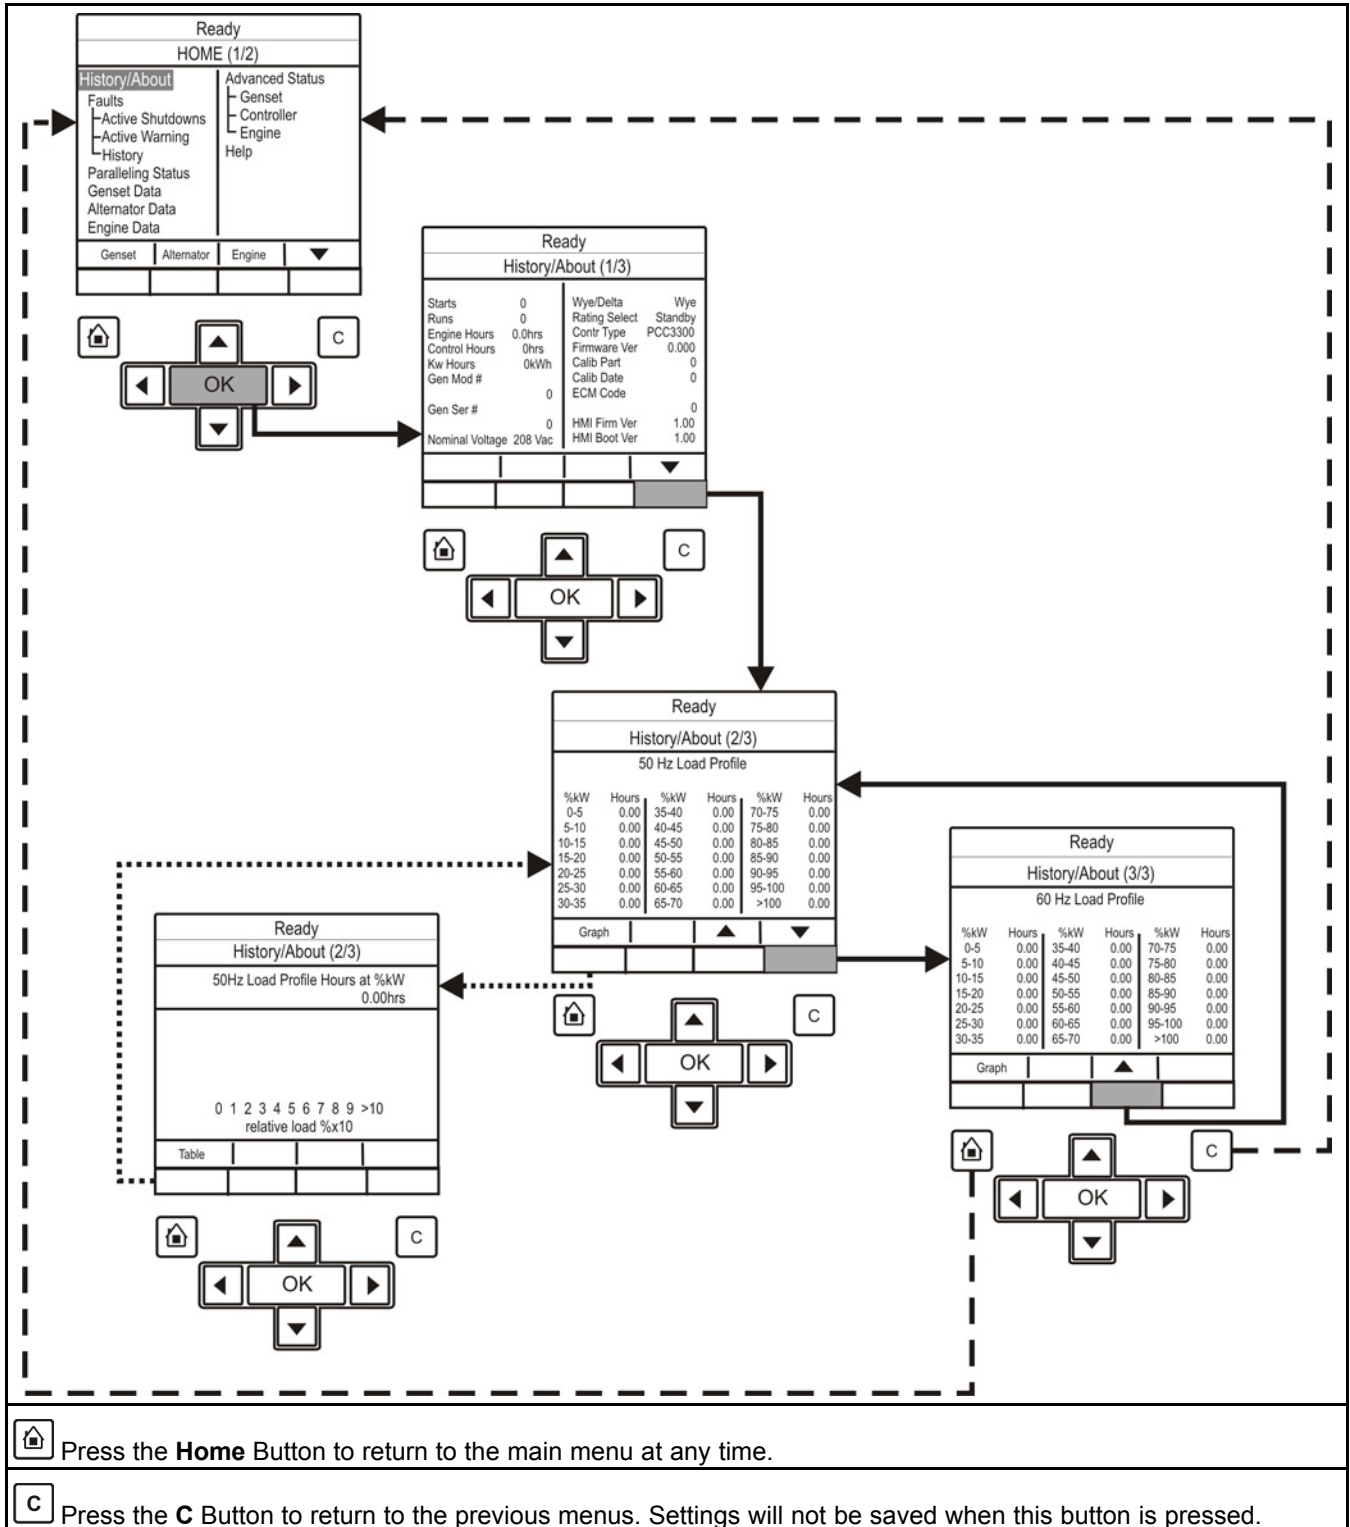 Ready
HOME (1/2)
History/About
Faults
Active Shutdowns
Active Warning
History
Paralleling Status
Genset Data
Alternator Data
Engine Data
Advanced Status
Genset
Controller
Engine
Help
Genset Alternator Engine
C
OK
Ready
History/About (1/3)
Starts 0
Runs 0
Engine Hours 0.0hrs
Control Hours 0hrs
Kw Hours 0kWh
Gen Mod #
0
Gen Ser #
0
Nominal Voltage 208 Vac
Wye/Delta Wye
Rating Select Standby
Contr Type PCC3300
Firmware Ver 0.000
Calib Part 0
Calib Date 0
ECM Code
0
HMI Firm Ver 1.00
HMI Boot Ver 1.00
C
OK
Ready
History/About (2/3)
50 Hz Load Profile
%kW Hours %kW Hours %kW Hours
0-5 0.00 35-40 0.00 70-75 0.00
5-10 0.00 40-45 0.00 75-80 0.00
10-15 0.00 45-50 0.00 80-85 0.00
15-20 0.00 50-55 0.00 85-90 0.00
20-25 0.00 55-60 0.00 90-95 0.00
25-30 0.00 60-65 0.00 95-100 0.00
30-35 0.00 65-70 0.00 >100 0.00
Graph
C
OK
Ready
History/About (3/3)
60 Hz Load Profile
%kW Hours %kW Hours %kW Hours
0-5 0.00 35-40 0.00 70-75 0.00
5-10 0.00 40-45 0.00 75-80 0.00
10-15 0.00 45-50 0.00 80-85 0.00
15-20 0.00 50-55 0.00 85-90 0.00
20-25 0.00 55-60 0.00 90-95 0.00
25-30 0.00 60-65 0.00 95-100 0.00
30-35 0.00 65-70 0.00 >100 0.00
Graph
C
OK
Ready
History/About (2/3)
50Hz Load Profile Hours at %kW
0.00hrs
0 1 2 3 4 5 6 7 8 9 >10
relative load %x10
Table
C
OK
Press the Home Button to return to the main menu at any time.
C Press the C Button to return to the previous menus. Settings will not be saved when this button is pressed.